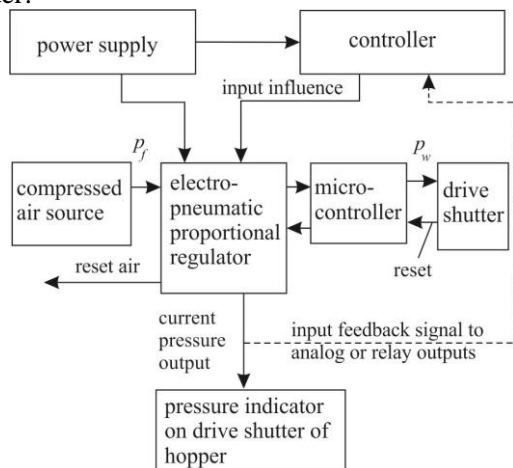 power supply
controller
input influence
p_f
p_w
compressed
air source
electro-
pneumatic
proportional
regulator
micro-
controller
drive
shutter
reset
reset air
current
pressure
output
input feedback signal to
analog or relay outputs
pressure indicator
on drive shutter of
hopper